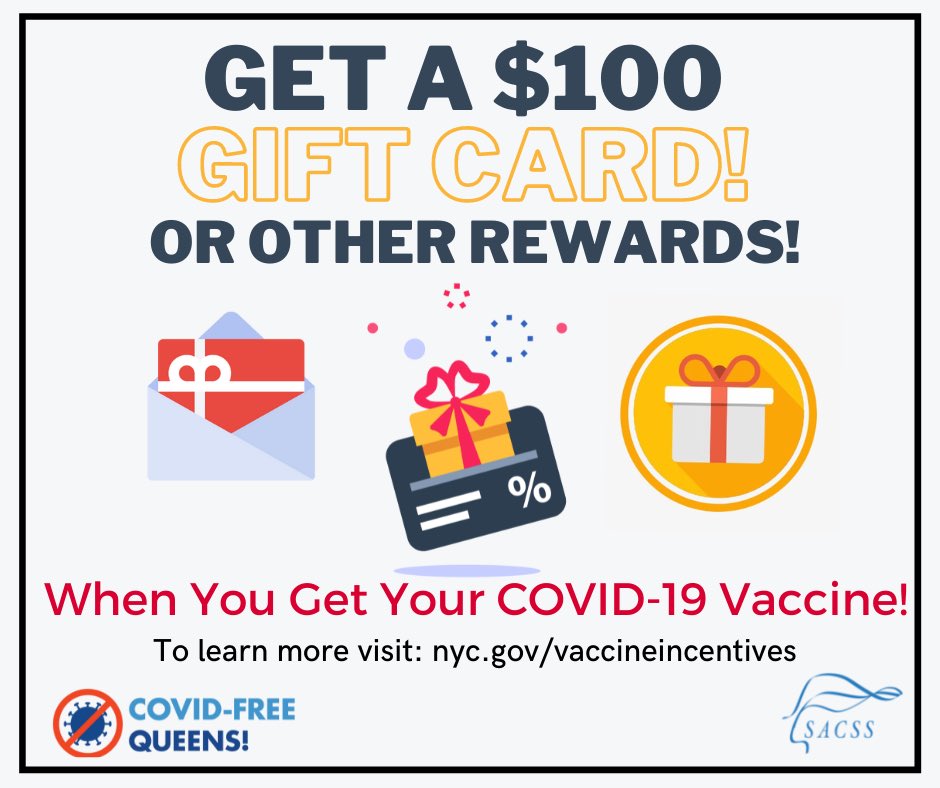 GET A $100
GIFT CARD!
OR OTHER REWARDS!
%
When You Get Your COVID-19 Vaccine!
To learn more visit: nyc.gov/vaccineincentives
COVID-FREE
QUEENS!
SACSS